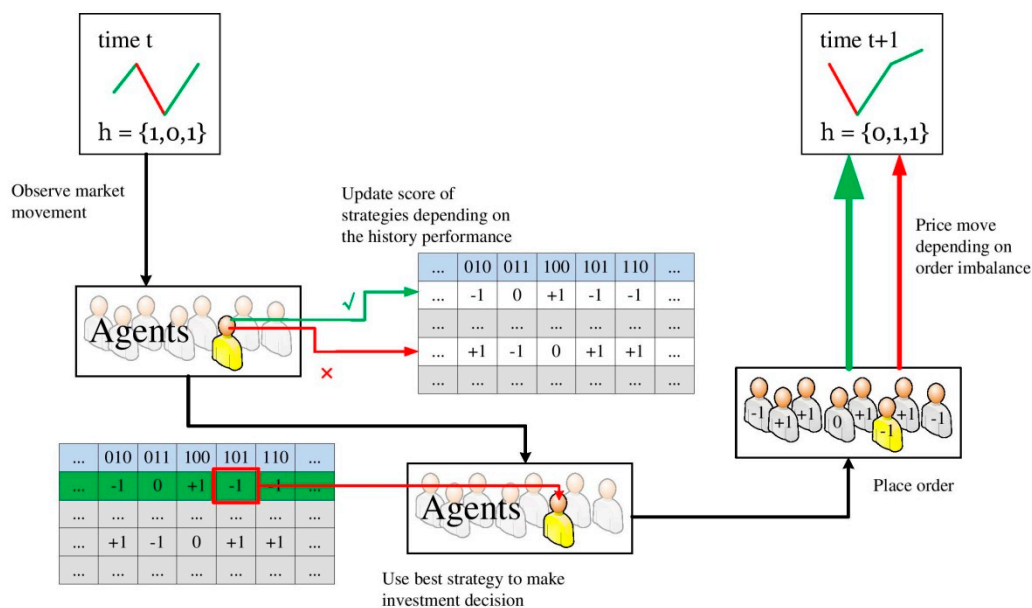 time t
h = {1,0,1}
time t+1
h = {0,1,1}
Observe market
movement
Update score of
strategies depending on
the history performance
Price move
depending on
order imbalance
... 010 011 100 101 110 ...
... -1 0 +1 -1 -1 ...
... ... ... ... ... ... ...
... +1 -1 0 +1 +1 ...
... ... ... ... ... ... ...
√
×
Agents
-1 +1 +1 0 +1 -1 +1 -1
Place order
... 010 011 100 101 110 ...
... -1 0 +1 -1 -1 ...
... ... ... ... ... ... ...
... +1 -1 0 +1 +1 ...
... ... ... ... ... ... ...
Agents
Use best strategy to make
investment decision